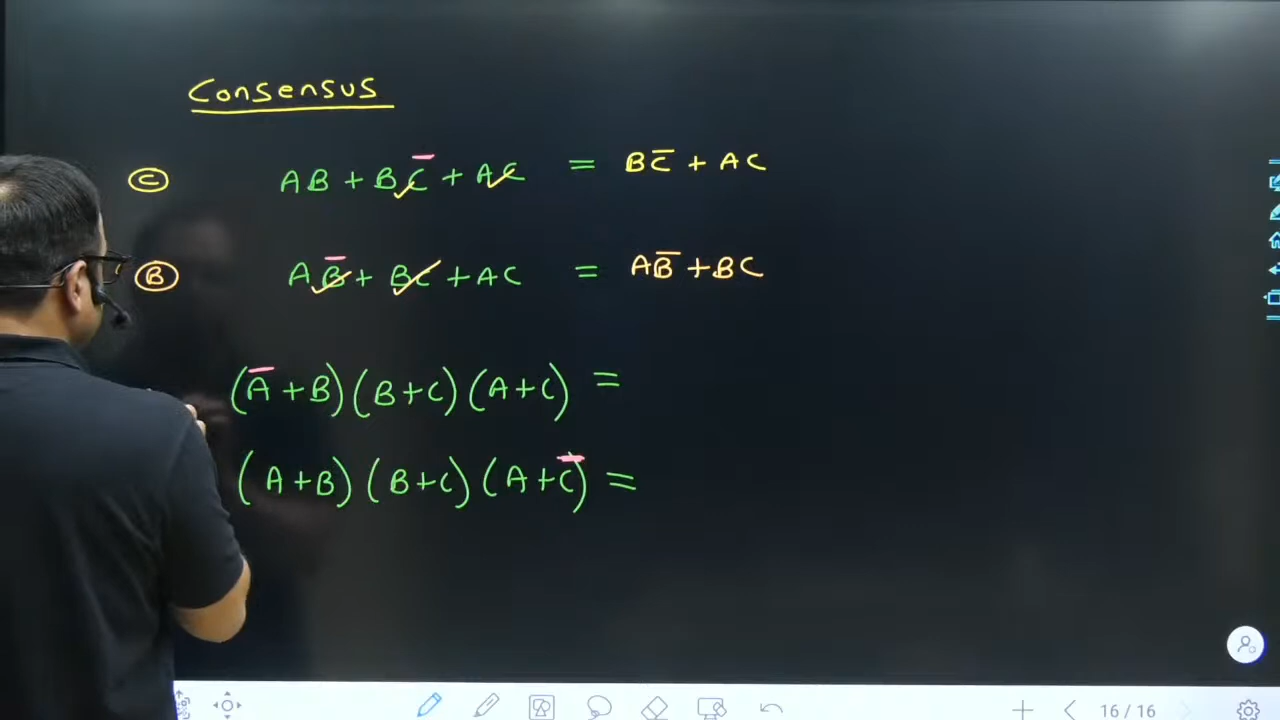 Consensus
Ⓒ AB + BC̅ + AC = BC̅ + AC
Ⓑ AB̅ + BC + AC = AB̅ + BC
(A̅ + B)(B + C)(A + C) =
(A + B)(B + C)(A + C̅) =
16 / 16